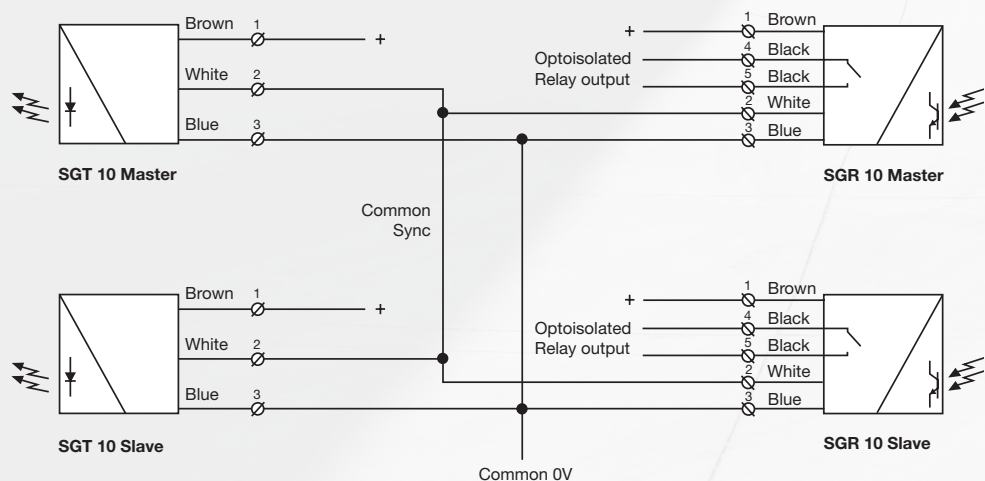 Brown 1 +
White 2
Blue 3
SGT 10 Master
+ 1 Brown
Optoisolated
Relay output
4 Black
5 Black
2 White
3 Blue
SGR 10 Master
Common
Sync
Brown 1 +
White 2
Blue 3
SGT 10 Slave
+ 1 Brown
Optoisolated
Relay output
4 Black
5 Black
2 White
3 Blue
SGR 10 Slave
Common 0V